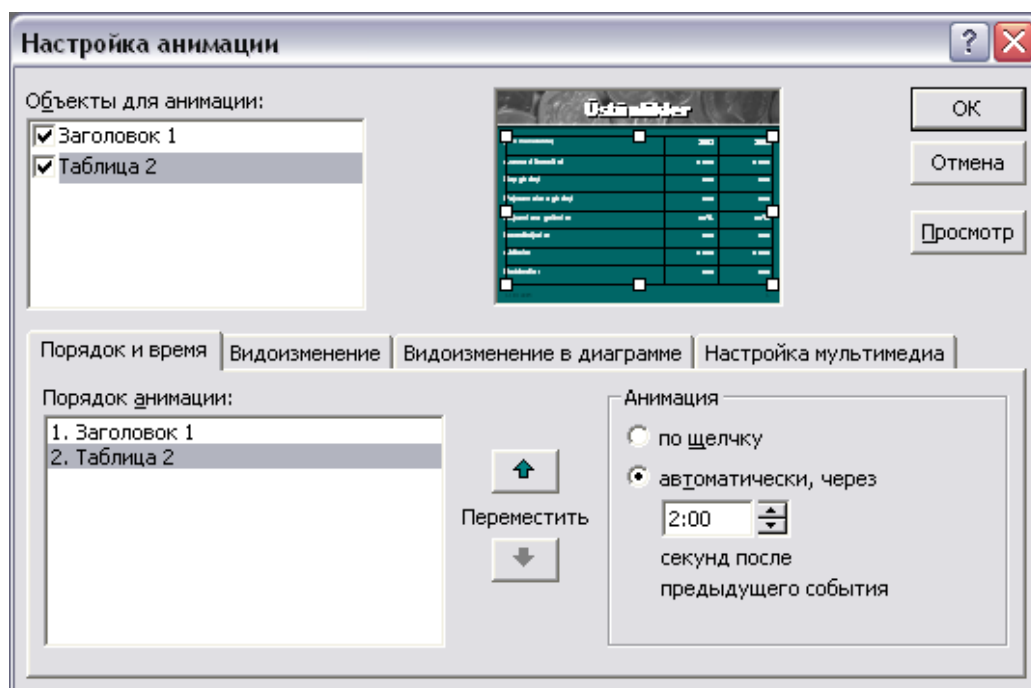 Настройка анимации
Объекты для анимации:
Заголовок 1
Таблица 2
ОК
Отмена
Просмотр
Порядок и время
Видоизменение
Видоизменение в диаграмме
Настройка мультимедиа
Порядок анимации:
1. Заголовок 1
2. Таблица 2
Переместить
Анимация
по щелчку
автоматически, через
2:00
секунд после
предыдущего события